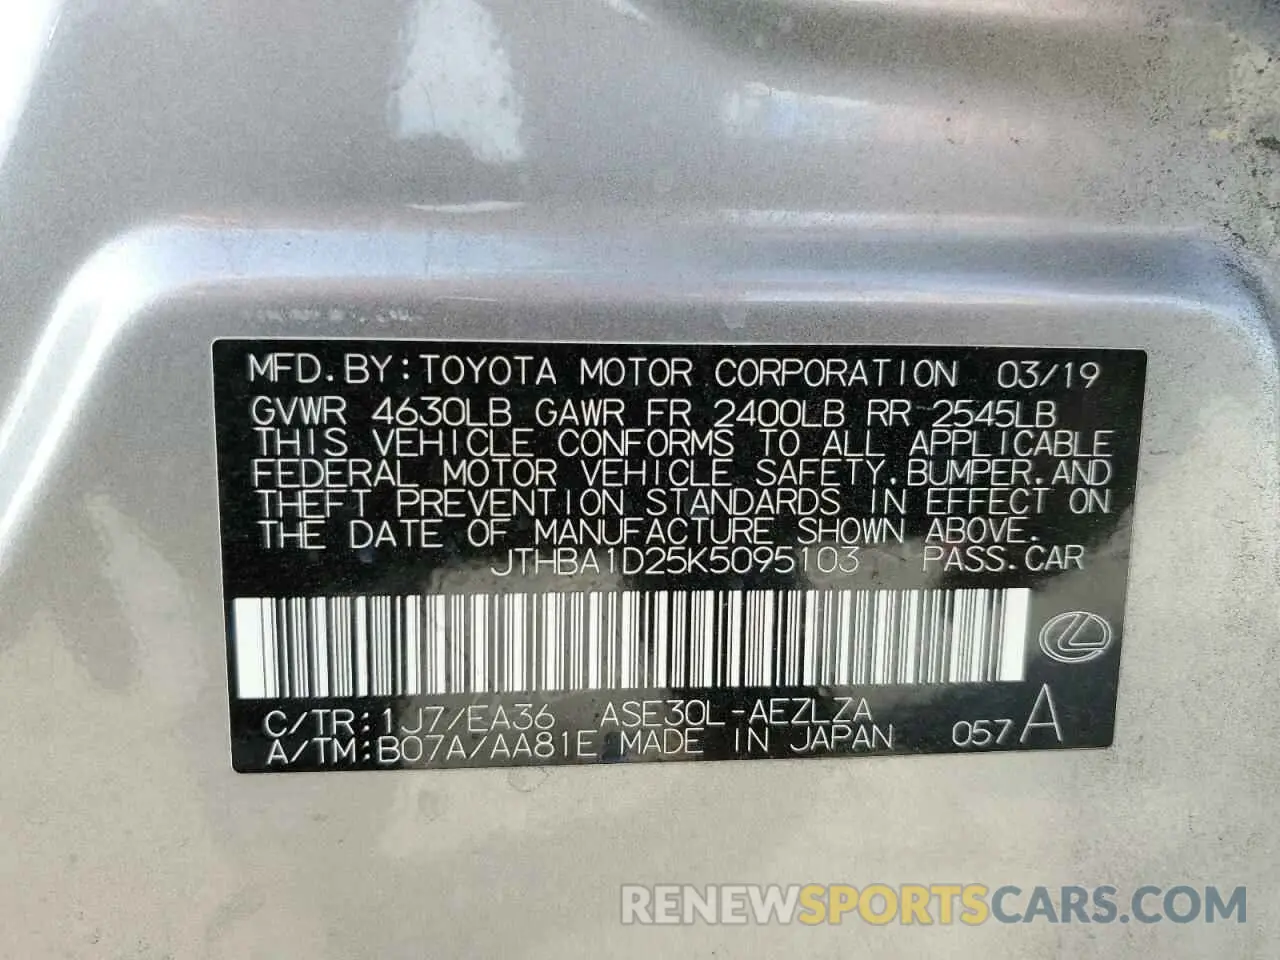 MFD.BY:TOYOTA MOTOR CORPORATION 03/19
GVWR 4630LB GAWR FR 2400LB RR 2545LB
THIS VEHICLE CONFORMS TO ALL APPLICABLE
FEDERAL MOTOR VEHICLE SAFETY.BUMPER.AND
THEFT PREVENTION STANDARDS IN EFFECT ON
THE DATE OF MANUFACTURE SHOWN ABOVE.
JTHBA1D25K5095103 PASS.CAR
C/TR:1J7/EA36 ASE30L-AEZLZA
A/TM:B07A/AA81E MADE IN JAPAN 057A
RENEWSPORTSCARS.COM